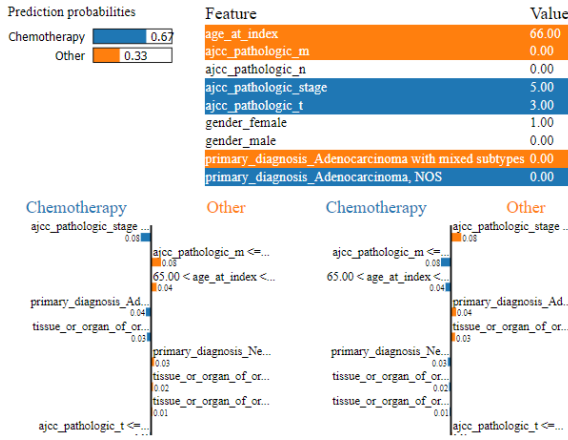 Prediction probabilities
Chemotherapy 0.67
Other 0.33
Feature Value
age_at_index 66.00
ajcc_pathologic_m 0.00
ajcc_pathologic_n 0.00
ajcc_pathologic_stage 5.00
ajcc_pathologic_t 3.00
gender_female 1.00
gender_male 0.00
primary_diagnosis_Adenocarcinoma with mixed subtypes 0.00
primary_diagnosis_Adenocarcinoma, NOS 0.00
Chemotherapy Other
ajcc_pathologic_stage ...
0.08
ajcc_pathologic_m <=...
0.08
65.00 < age_at_index <...
0.04
primary_diagnosis_Ad...
0.04
tissue_or_organ_of_or...
0.03
primary_diagnosis_Ne...
0.03
tissue_or_organ_of_or...
0.02
tissue_or_organ_of_or...
0.01
ajcc_pathologic_t <=...
Chemotherapy Other
ajcc_pathologic_stage ...
0.08
ajcc_pathologic_m <=...
0.08
65.00 < age_at_index <...
0.04
primary_diagnosis_Ad...
0.04
tissue_or_organ_of_or...
0.03
primary_diagnosis_Ne...
0.03
tissue_or_organ_of_or...
0.02
tissue_or_organ_of_or...
0.01
ajcc_pathologic_t <=...